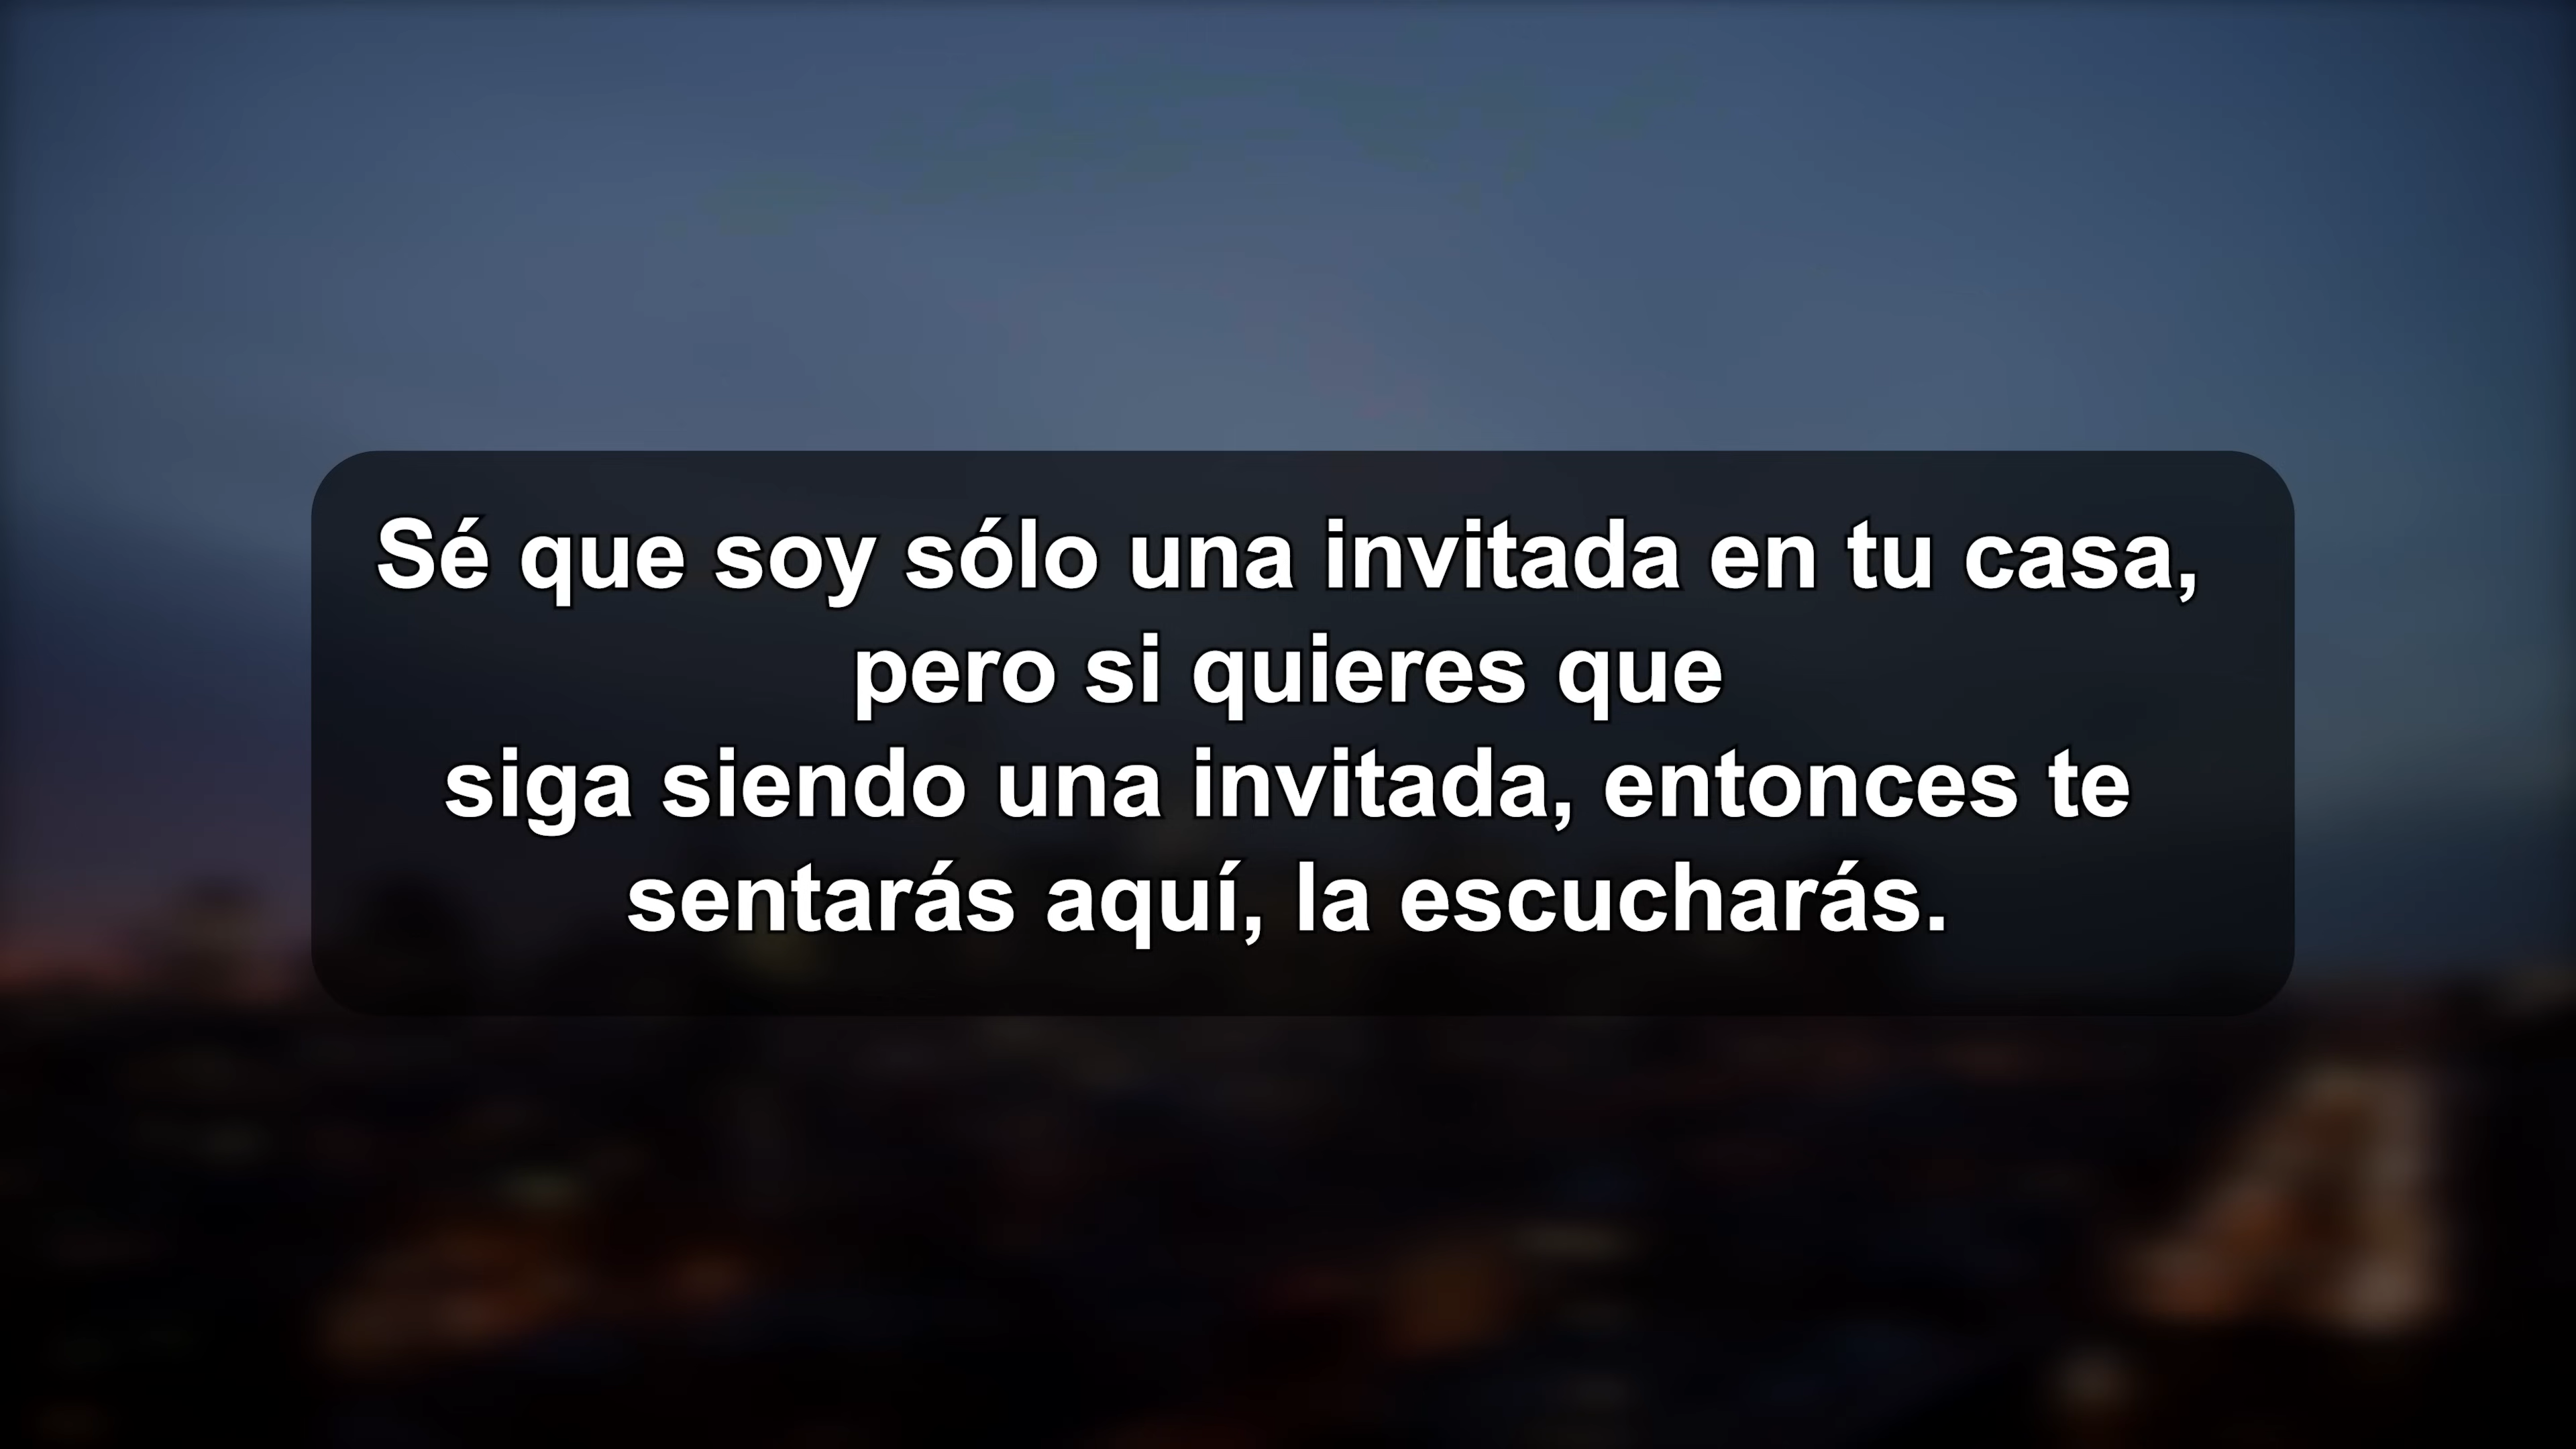 Sé que soy sólo una invitada en tu casa,
pero si quieres que
siga siendo una invitada, entonces te
sentarás aquí, la escucharás.